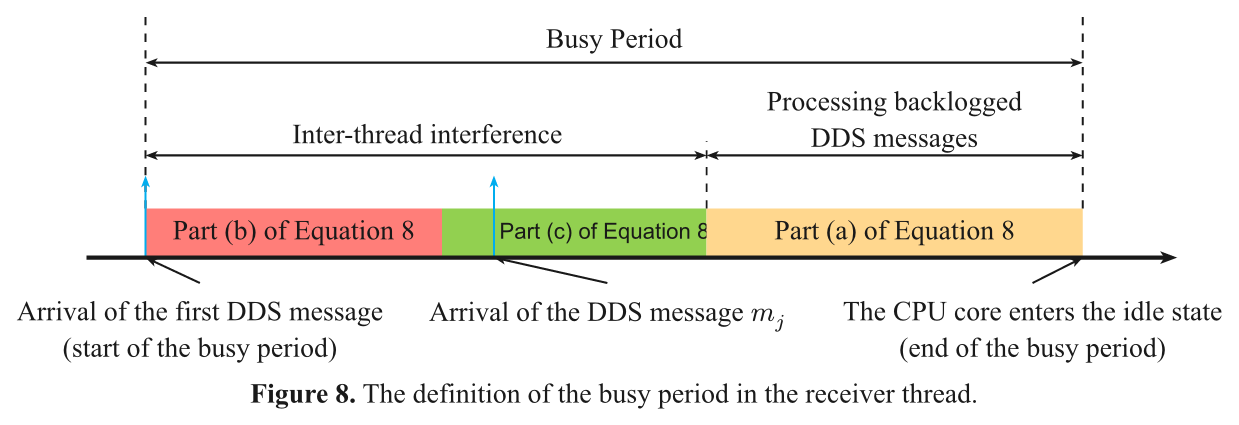 Busy Period
Processing backlogged
DDS messages
Inter-thread interference
Part (b) of Equation 8
Part (c) of Equation 8
Part (a) of Equation 8
Arrival of the first DDS message
(start of the busy period)
Arrival of the DDS message m_j
The CPU core enters the idle state
(end of the busy period)
Figure 8. The definition of the busy period in the receiver thread.